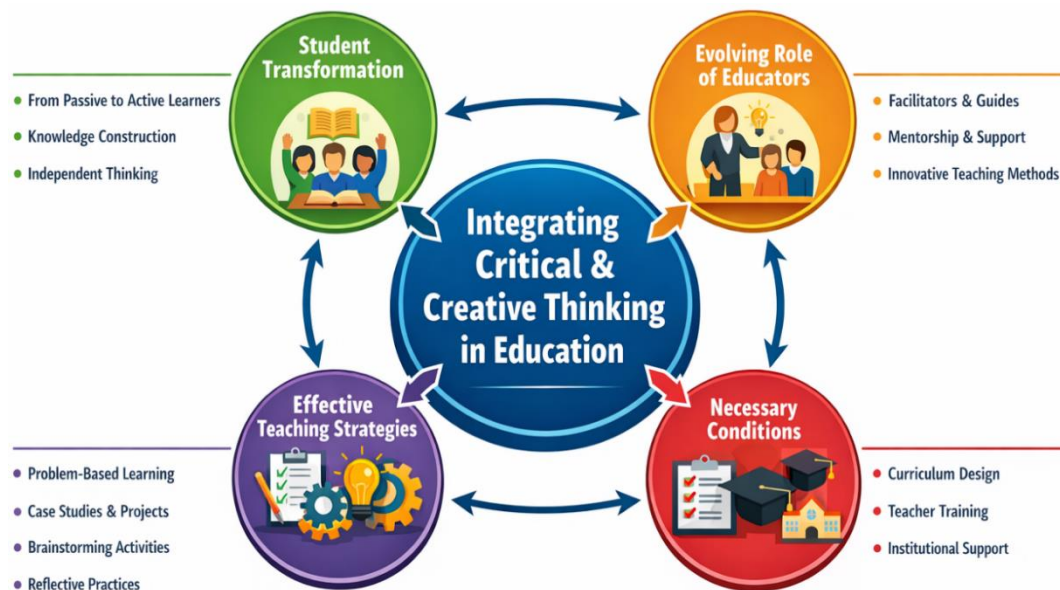 Student
Transformation
From Passive to Active Learners
Knowledge Construction
Independent Thinking
Evolving Role
of Educators
Facilitators & Guides
Mentorship & Support
Innovative Teaching Methods
Integrating
Critical &
Creative Thinking
in Education
Effective
Teaching Strategies
Problem-Based Learning
Case Studies & Projects
Brainstorming Activities
Reflective Practices
Necessary
Conditions
Curriculum Design
Teacher Training
Institutional Support